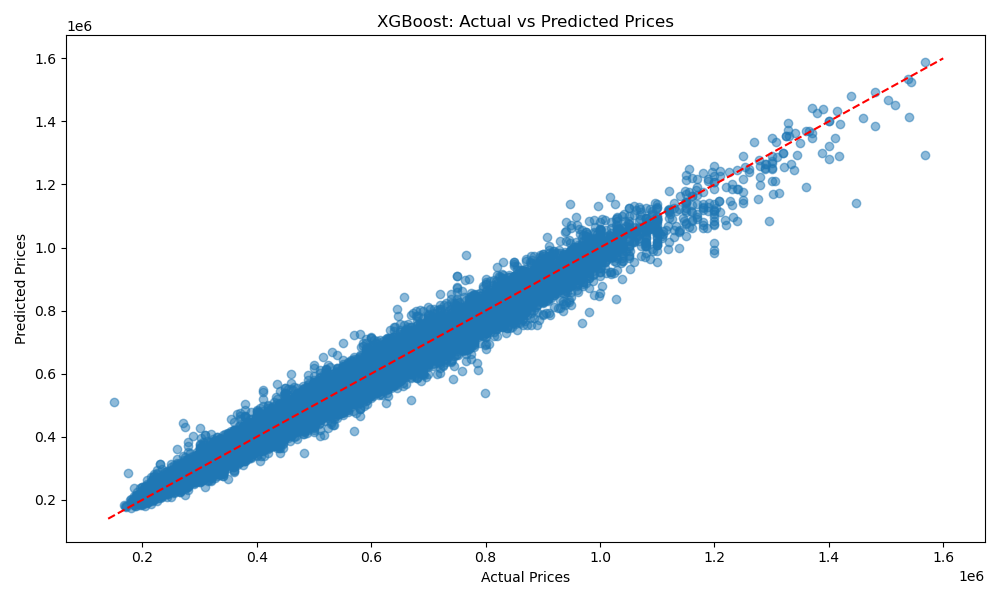 XGBoost: Actual vs Predicted Prices
1e6
1.6
1.4
1.2
1.0
0.8
0.6
0.4
0.2
Predicted Prices
0.2 0.4 0.6 0.8 1.0 1.2 1.4 1.6
1e6
Actual Prices